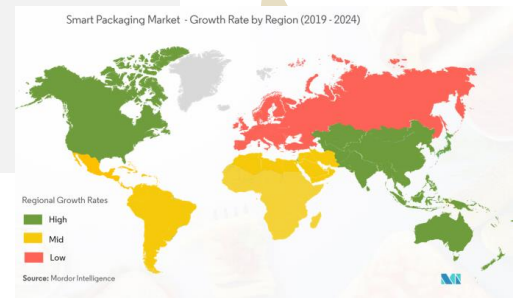 Smart Packaging Market - Growth Rate by Region (2019 - 2024)
Regional Growth Rates
High
Mid
Low
Source: Mordor Intelligence